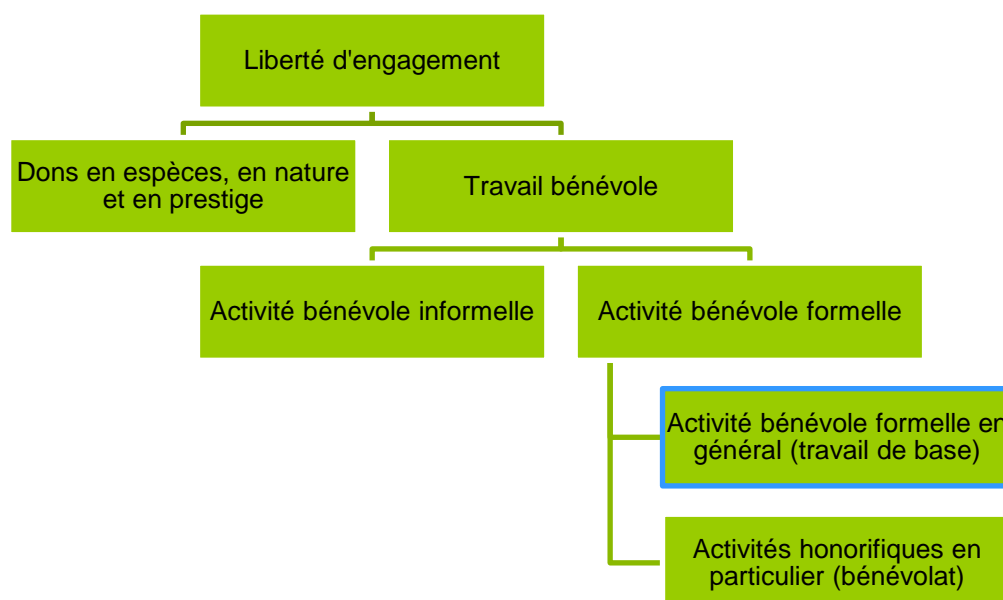 Liberté d'engagement
Dons en espèces, en nature
et en prestige
Travail bénévole
Activité bénévole informelle
Activité bénévole formelle
Activité bénévole formelle en
général (travail de base)
Activités honorifiques en
particulier (bénévolat)